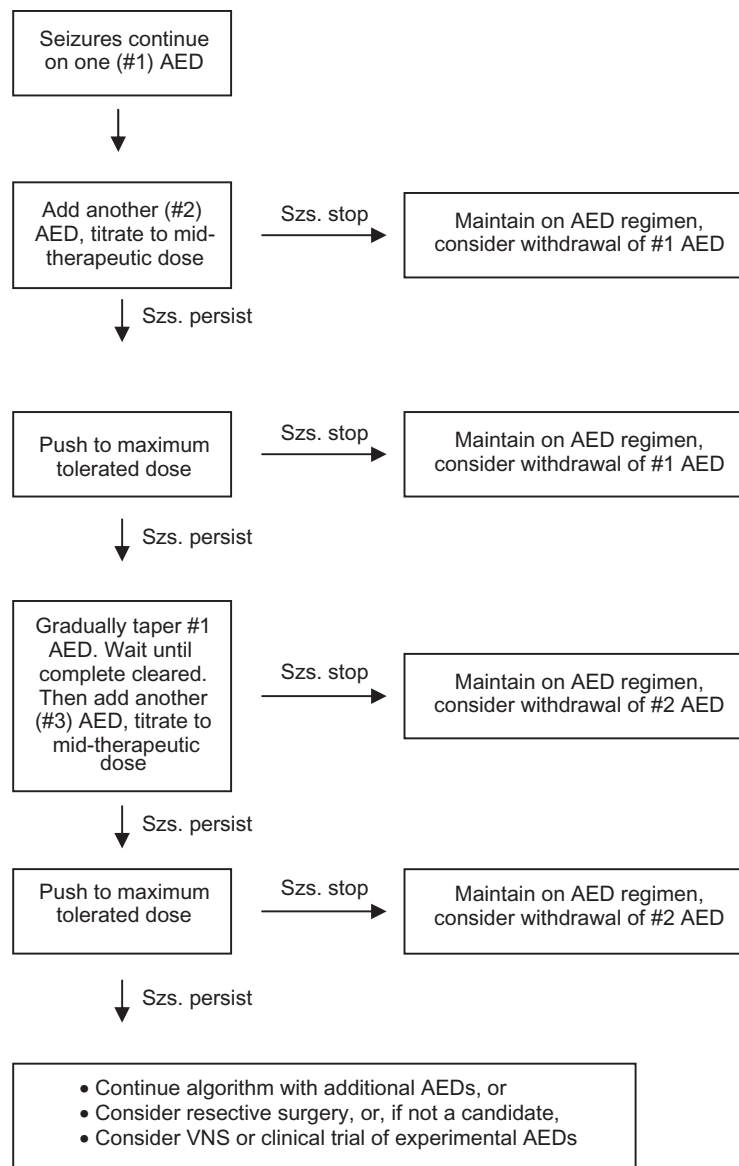 Seizures continue
on one (#1) AED
Add another (#2)
AED, titrate to mid-
therapeutic dose
Szs. stop
Maintain on AED regimen,
consider withdrawal of #1 AED
Szs. persist
Push to maximum
tolerated dose
Szs. stop
Maintain on AED regimen,
consider withdrawal of #1 AED
Szs. persist
Gradually taper #1
AED. Wait until
complete cleared.
Then add another
(#3) AED, titrate to
mid-therapeutic
dose
Szs. stop
Maintain on AED regimen,
consider withdrawal of #2 AED
Szs. persist
Push to maximum
tolerated dose
Szs. stop
Maintain on AED regimen,
consider withdrawal of #2 AED
Szs. persist
• Continue algorithm with additional AEDs, or
• Consider resective surgery, or, if not a candidate,
• Consider VNS or clinical trial of experimental AEDs